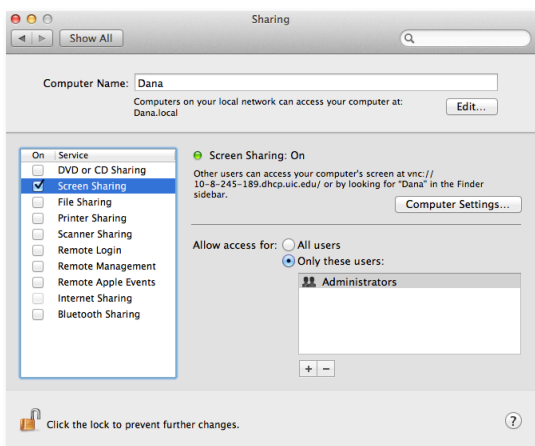 Sharing
Show All
Computer Name: Dana
Computers on your local network can access your computer at:
Dana.local
Edit...
On Service
DVD or CD Sharing
Screen Sharing
File Sharing
Printer Sharing
Scanner Sharing
Remote Login
Remote Management
Remote Apple Events
Internet Sharing
Bluetooth Sharing
Screen Sharing: On
Other users can access your computer's screen at vnc://
10-8-245-189.dhcp.uic.edu/ or by looking for "Dana" in the Finder
sidebar.
Computer Settings...
Allow access for: All users
Only these users:
Administrators
+ −
Click the lock to prevent further changes.
?